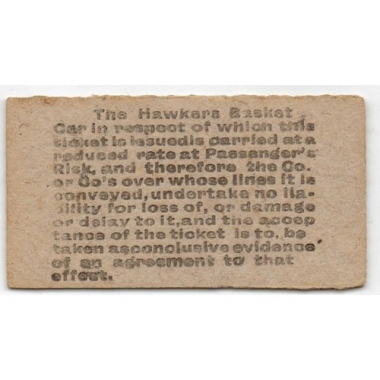 The Hawkers Basket
Car in respect of which this
ticket is issuedis carried at a
reduced rate at Passanger's
Risk, and therefore the Co.
or Co's over whose lines it is
conveyed, undertake no lia-
bility for loss of, or damage
or delay to it, and the accep
tance of the ticket is to, be
taken asconclusive evidence
of an agreement to that
effect.